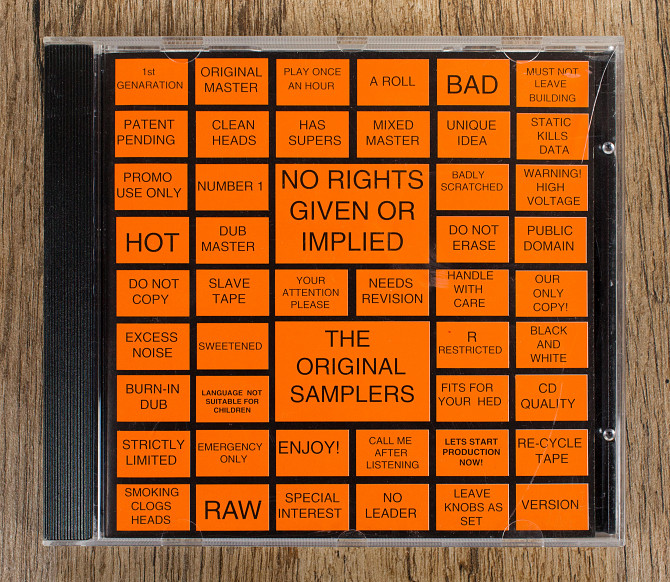 1st
GENARATION
ORIGINAL
MASTER
PLAY ONCE
AN HOUR
A ROLL
BAD
MUST NOT
LEAVE
BUILDING
PATENT
PENDING
CLEAN
HEADS
HAS
SUPERS
MIXED
MASTER
UNIQUE
IDEA
STATIC
KILLS
DATA
PROMO
USE ONLY
NUMBER 1
NO RIGHTS
GIVEN OR
IMPLIED
BADLY
SCRATCHED
WARNING!
HIGH
VOLTAGE
HOT
DUB
MASTER
DO NOT
ERASE
PUBLIC
DOMAIN
DO NOT
COPY
SLAVE
TAPE
YOUR
ATTENTION
PLEASE
NEEDS
REVISION
HANDLE
WITH
CARE
OUR
ONLY
COPY!
EXCESS
NOISE
SWEETENED
THE
ORIGINAL
SAMPLERS
R
RESTRICTED
BLACK
AND
WHITE
BURN-IN
DUB
LANGUAGE NOT
SUITABLE FOR
CHILDREN
FITS FOR
YOUR HED
CD
QUALITY
STRICTLY
LIMITED
EMERGENCY
ONLY
ENJOY!
CALL ME
AFTER
LISTENING
LETS START
PRODUCTION
NOW!
RE-CYCLE
TAPE
SMOKING
CLOGS
HEADS
RAW
SPECIAL
INTEREST
NO
LEADER
LEAVE
KNOBS AS
SET
VERSION